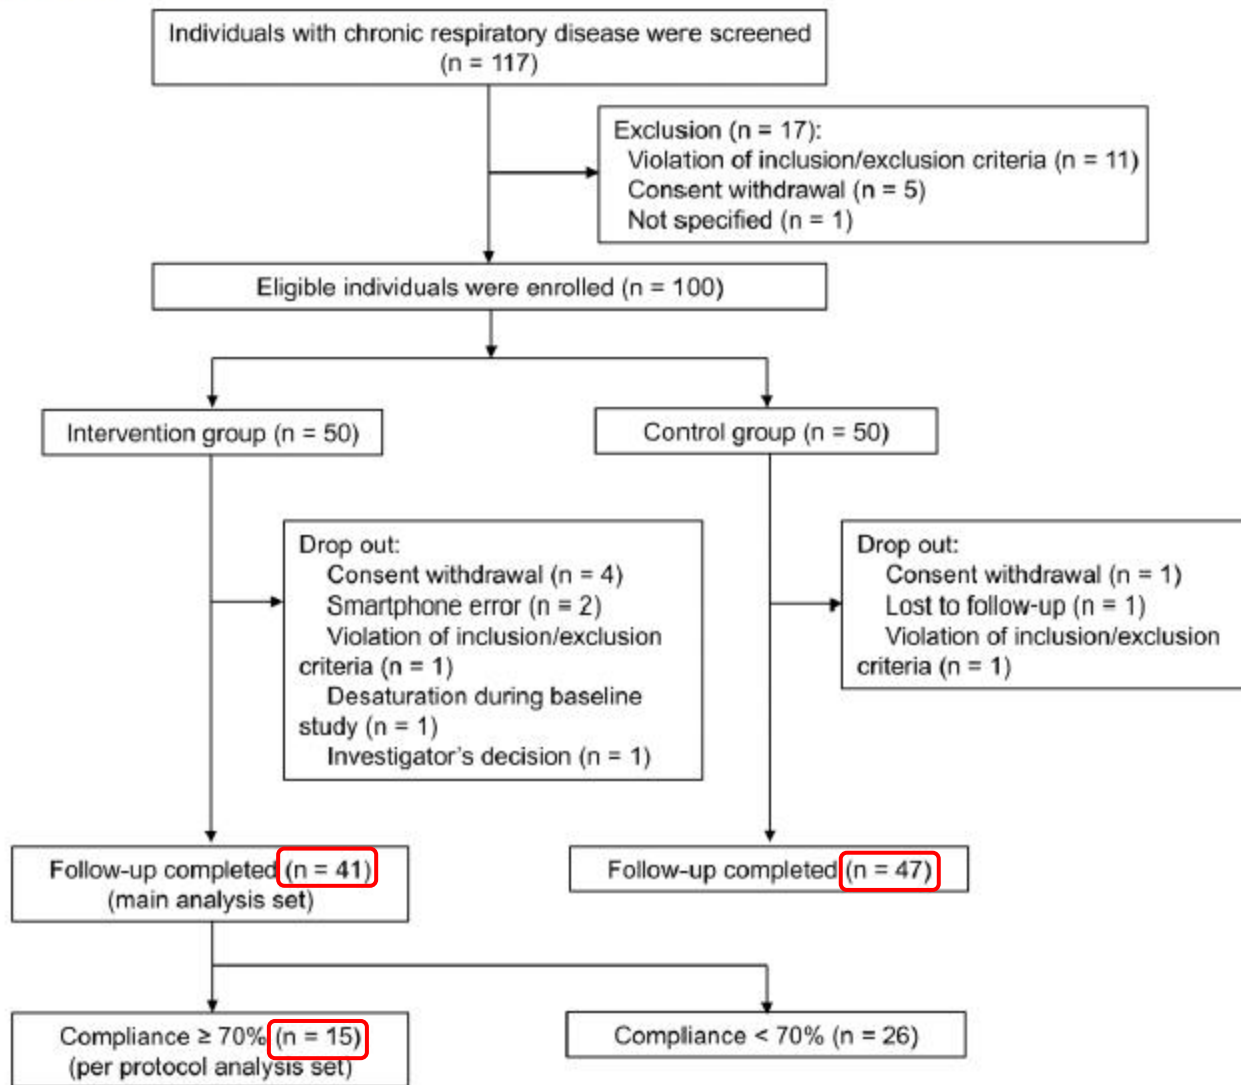 Individuals with chronic respiratory disease were screened
(n = 117)
Exclusion (n = 17):
Violation of inclusion/exclusion criteria (n = 11)
Consent withdrawal (n = 5)
Not specified (n = 1)
Eligible individuals were enrolled (n = 100)
Intervention group (n = 50)
Control group (n = 50)
Drop out:
Consent withdrawal (n = 4)
Smartphone error (n = 2)
Violation of inclusion/exclusion
criteria (n = 1)
Desaturation during baseline
study (n = 1)
Investigator's decision (n = 1)
Drop out:
Consent withdrawal (n = 1)
Lost to follow-up (n = 1)
Violation of inclusion/exclusion
criteria (n = 1)
Follow-up completed (n = 41)
(main analysis set)
Follow-up completed (n = 47)
Compliance ≥ 70% (n = 15)
(per protocol analysis set)
Compliance < 70% (n = 26)